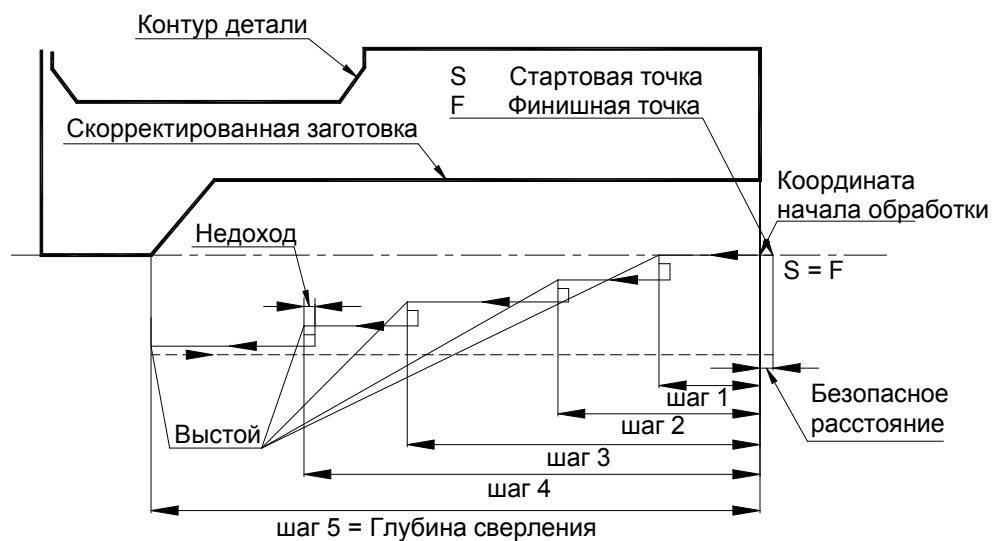 Контур детали
S Стартовая точка
F Финишная точка
Скорректированная заготовка
Координата
начала обработки
Недоход
S = F
шаг 1
Безопасное
расстояние
шаг 2
Выстой
шаг 3
шаг 4
шаг 5 = Глубина сверления